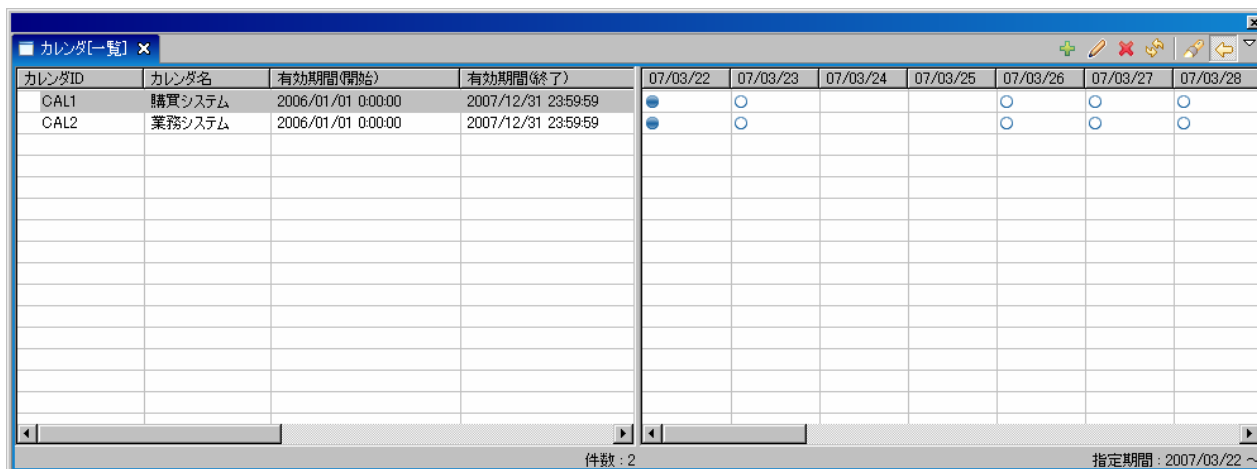 カレンダ[一覧]
カレンダID カレンダ名 有効期間(開始) 有効期間(終了) 07/03/22 07/03/23 07/03/24 07/03/25 07/03/26 07/03/27 07/03/28
CAL1 購買システム 2006/01/01 0:00:00 2007/12/31 23:59:59
CAL2 業務システム 2006/01/01 0:00:00 2007/12/31 23:59:59
件数 : 2 指定期間 : 2007/03/22 ～